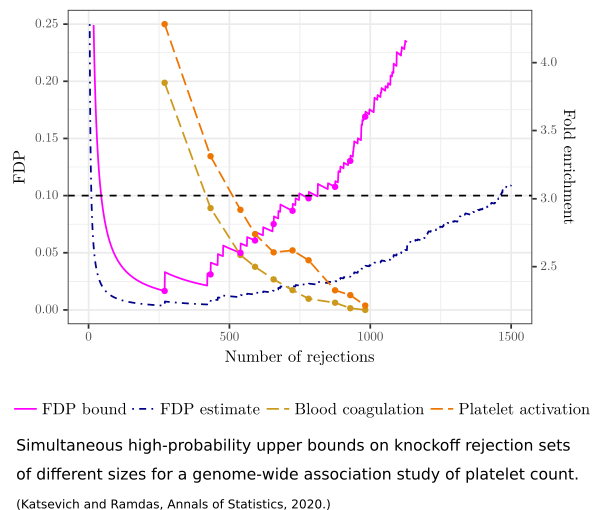 0.25
0.20
0.15
0.10
0.05
0.00
FDP
4.0
3.5
3.0
2.5
Fold enrichment
0
500
1000
1500
Number of rejections
FDP bound FDP estimate Blood coagulation Platelet activation
Simultaneous high-probability upper bounds on knockoff rejection sets
of different sizes for a genome-wide association study of platelet count.
(Katsevich and Ramdas, Annals of Statistics, 2020.)